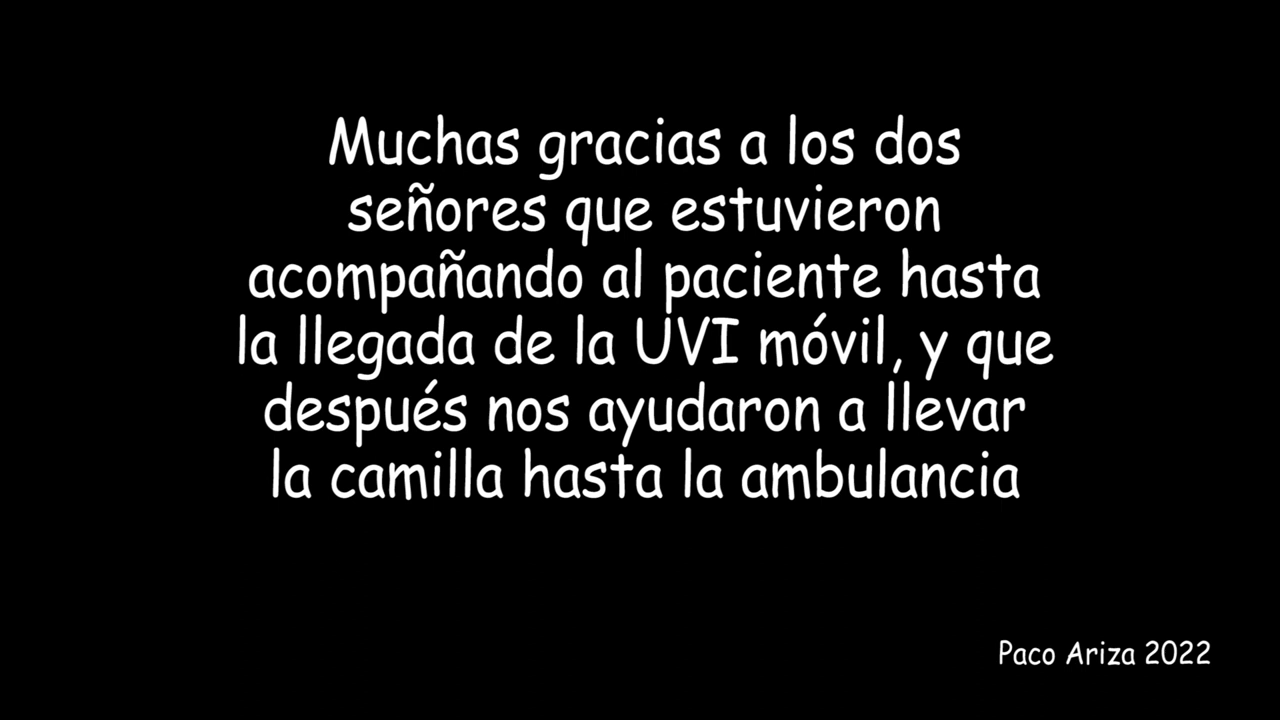 Muchas gracias a los dos
señores que estuvieron
acompañando al paciente hasta
la llegada de la UVI móvil, y que
después nos ayudaron a llevar
la camilla hasta la ambulancia
Paco Ariza 2022